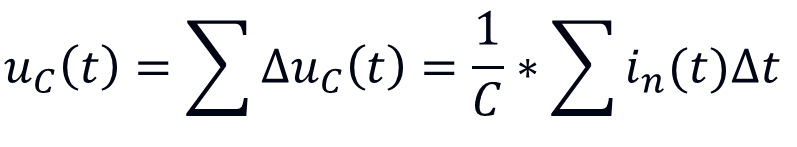 u_C(t) = ∑ Δu_C(t) = 1/C * ∑ i_n(t)Δt